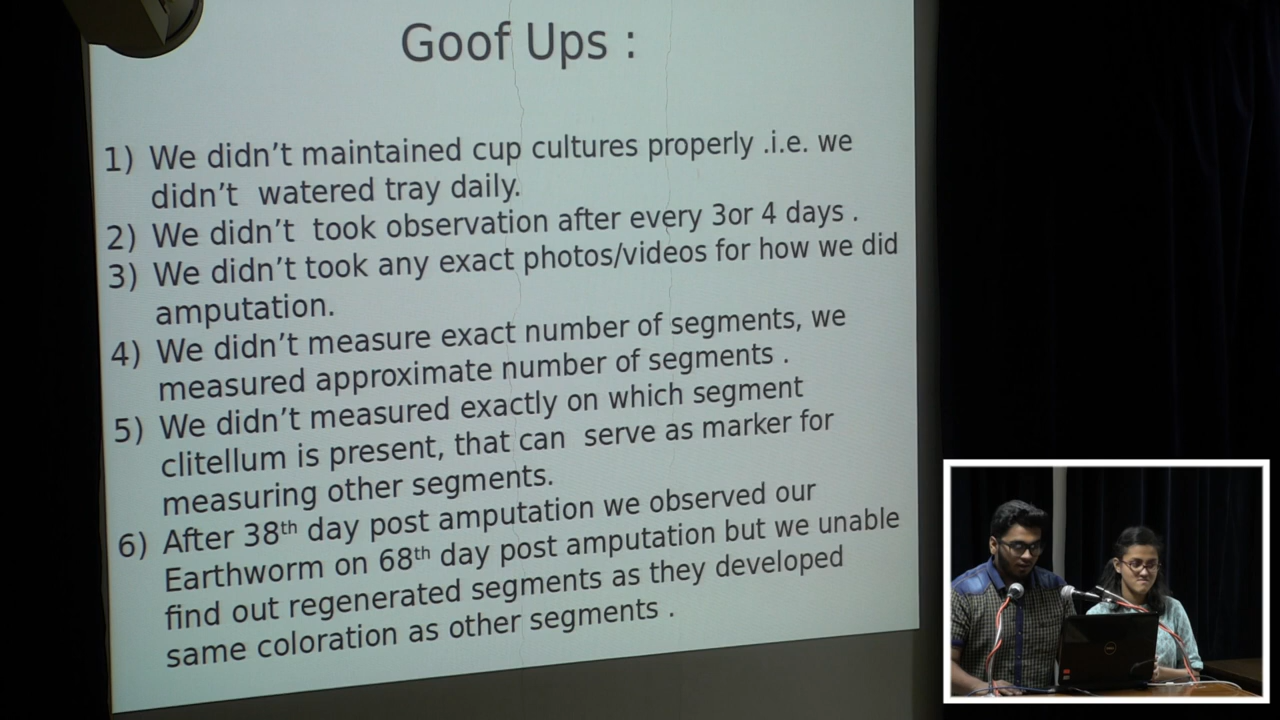 Goof Ups :
1) We didn't maintained cup cultures properly .i.e. we
didn't watered tray daily.
2) We didn't took observation after every 3or 4 days .
3) We didn't took any exact photos/videos for how we did
amputation.
4) We didn't measure exact number of segments, we
measured approximate number of segments .
5) We didn't measured exactly on which segment
clitellum is present, that can serve as marker for
measuring other segments.
6) After 38th day post amputation we observed our
Earthworm on 68th day post amputation but we unable
find out regenerated segments as they developed
same coloration as other segments .